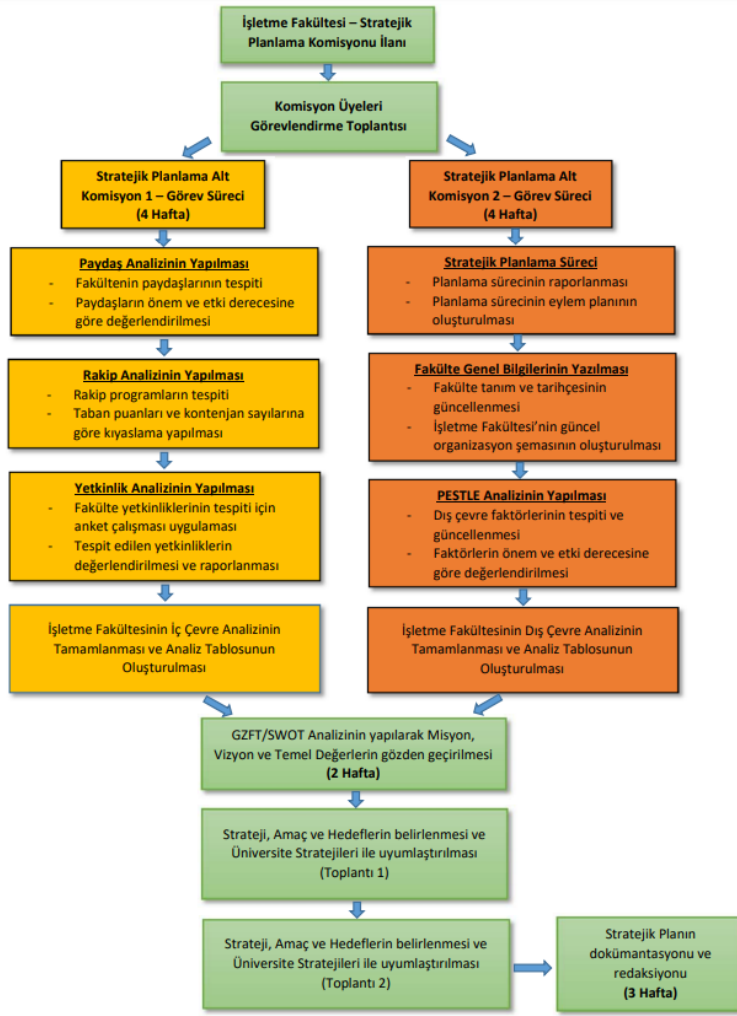 İşletme Fakültesi – Stratejik
Planlama Komisyonu İlanı
Komisyon Üyeleri
Görevlendirme Toplantısı
Stratejik Planlama Alt
Komisyon 1 – Görev Süreci
(4 Hafta)
Paydaş Analizinin Yapılması
- Fakültenin paydaşlarının tespiti
- Paydaşların önem ve etki derecesine
göre değerlendirilmesi
Rakip Analizinin Yapılması
- Rakip programların tespiti
- Taban puanları ve kontenjan sayılarına
göre kıyaslama yapılması
Yetkinlik Analizinin Yapılması
- Fakülte yetkinliklerinin tespiti için
anket çalışması uygulaması
- Tespit edilen yetkinliklerin
değerlendirilmesi ve raporlanması
İşletme Fakültesinin İç Çevre Analizinin
Tamamlanması ve Analiz Tablosunun
Oluşturulması
Stratejik Planlama Alt
Komisyon 2 – Görev Süreci
(4 Hafta)
Stratejik Planlama Süreci
- Planlama sürecinin raporlanması
- Planlama sürecinin eylem planının
oluşturulması
Fakülte Genel Bilgilerinin Yazılması
- Fakülte tanım ve tarihçesinin
güncellenmesi
- İşletme Fakültesi’nin güncel
organizasyon şemasının oluşturulması
PESTLE Analizinin Yapılması
- Dış çevre faktörlerinin tespiti ve
güncellenmesi
- Faktörlerin önem ve etki derecesine
göre değerlendirilmesi
İşletme Fakültesinin Dış Çevre Analizinin
Tamamlanması ve Analiz Tablosunun
Oluşturulması
GZFT/SWOT Analizinin yapılarak Misyon,
Vizyon ve Temel Değerlerin gözden geçirilmesi
(2 Hafta)
Strateji, Amaç ve Hedeflerin belirlenmesi ve
Üniversite Stratejileri ile uyumlaştırılması
(Toplantı 1)
Strateji, Amaç ve Hedeflerin belirlenmesi ve
Üniversite Stratejileri ile uyumlaştırılması
(Toplantı 2)
Stratejik Planın
dokümantasyonu ve
redaksiyonu
(3 Hafta)